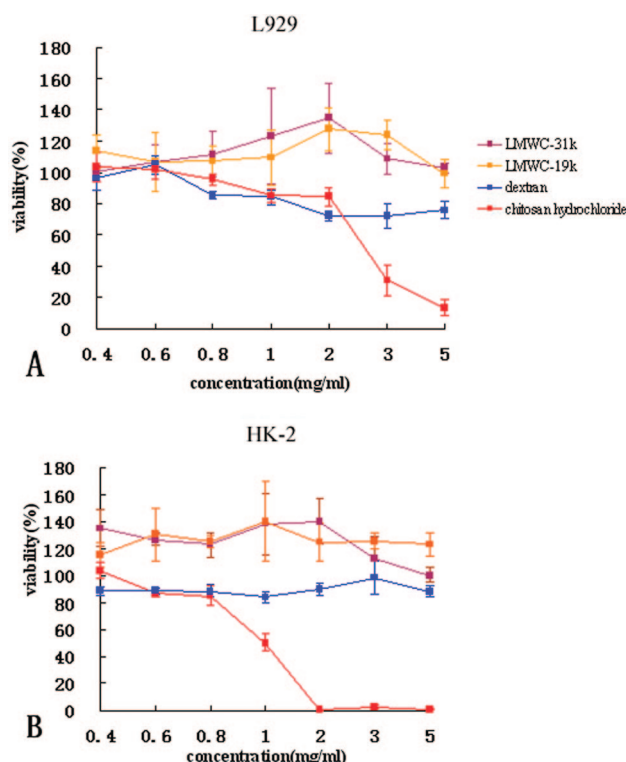 L929
180
160
140
120
100
80
60
40
20
0
viability(%)
0.4 0.6 0.8 1 2 3 5
concentration(mg/ml)
A
LMWC-31k
LMWC-19k
dextran
chitosan hydrochloride
HK-2
180
160
140
120
100
80
60
40
20
0
viability(%)
0.4 0.6 0.8 1 2 3 5
concentration(mg/ml)
B